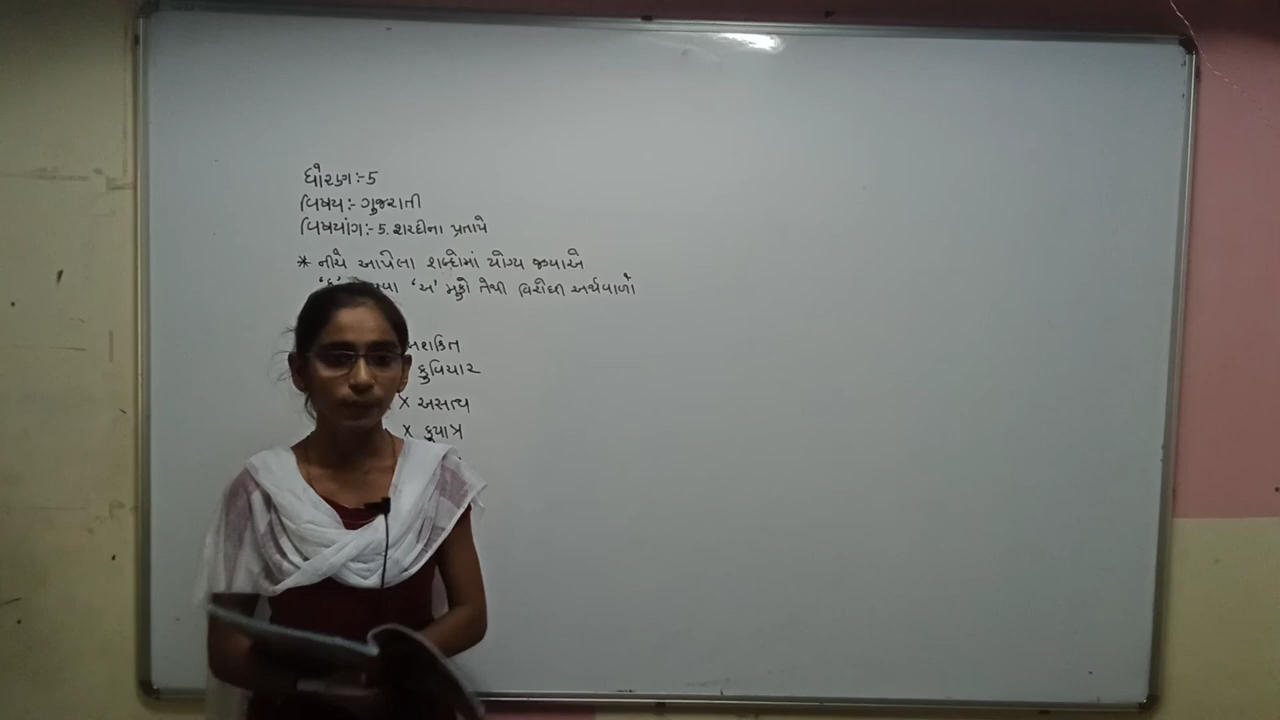 ધોરણ:-5
વિષય:- ગુજરાતી
વિષયાંગ:- 5. શરદીના પ્રતાપે
* નીચે આપેલા શબ્દોમાં યોગ્ય જગ્યાએ
'અ' મૂકો તેથી વિરોધી અર્થવાળો
કુવિચાર
× અસત્ય
× કુપાત્ર